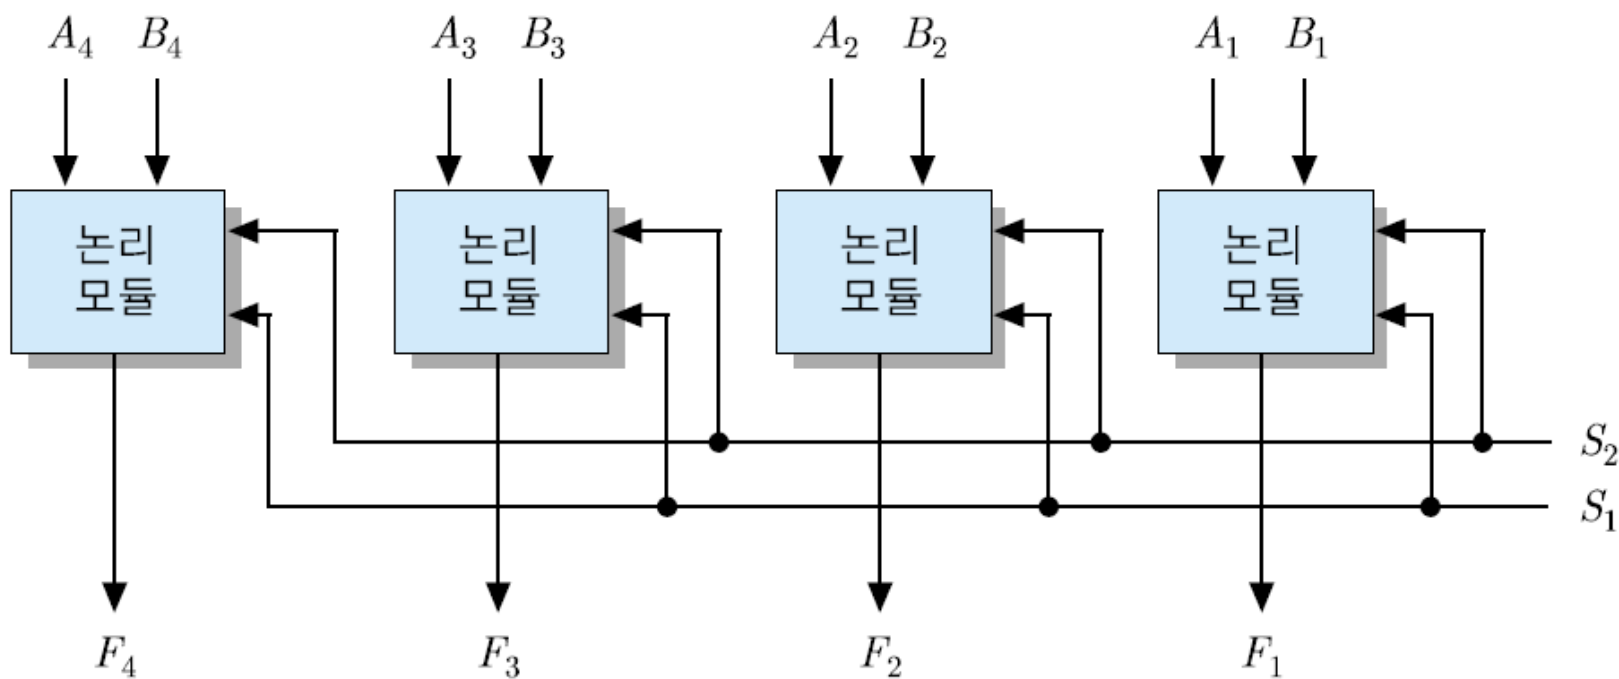 A₄ B₄ A₃ B₃ A₂ B₂ A₁ B₁
논리 논리 논리 논리
모듈 모듈 모듈 모듈
S₂
S₁
F₄ F₃ F₂ F₁